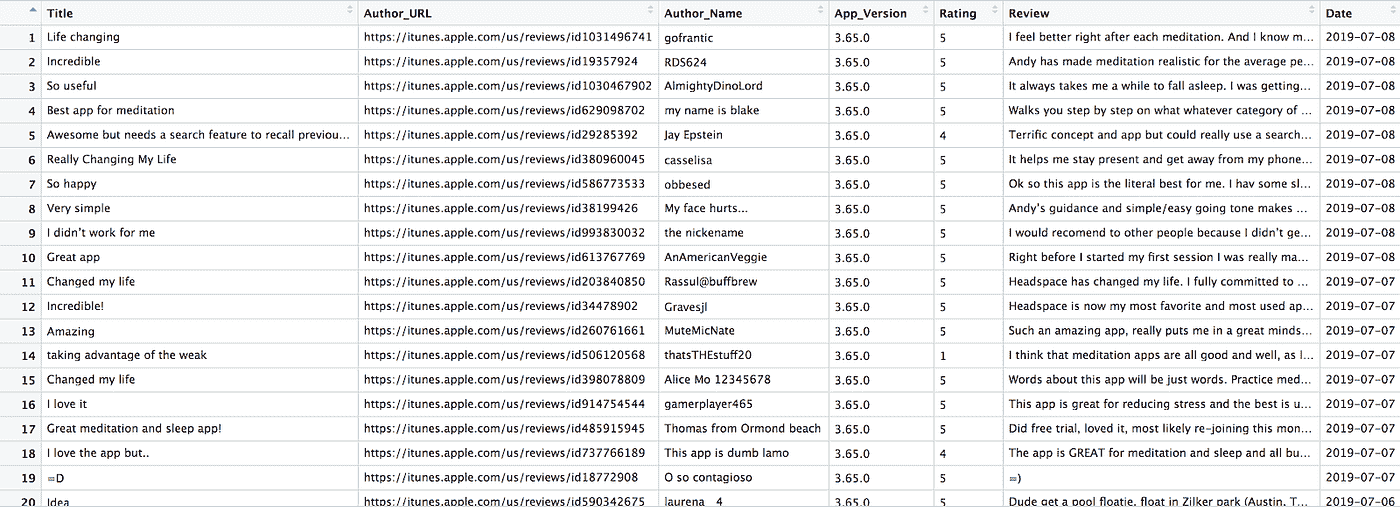 Title Author_URL Author_Name App_Version Rating Review Date
1 Life changing https://itunes.apple.com/us/reviews/id1031496741 gofrantic 3.65.0 5 I feel better right after each meditation. And I know m... 2019-07-08
2 Incredible https://itunes.apple.com/us/reviews/id19357924 RDS624 3.65.0 5 Andy has made meditation realistic for the average pe... 2019-07-08
3 So useful https://itunes.apple.com/us/reviews/id1030467902 AlmightyDinoLord 3.65.0 5 It always takes me a while to fall asleep. I was getting... 2019-07-08
4 Best app for meditation https://itunes.apple.com/us/reviews/id629098702 my name is blake 3.65.0 5 Walks you step by step on what whatever category of ... 2019-07-08
5 Awesome but needs a search feature to recall previou... https://itunes.apple.com/us/reviews/id29285392 Jay Epstein 3.65.0 4 Terrific concept and app but could really use a search... 2019-07-08
6 Really Changing My Life https://itunes.apple.com/us/reviews/id380960045 casselisa 3.65.0 5 It helps me stay present and get away from my phone... 2019-07-08
7 So happy https://itunes.apple.com/us/reviews/id586773533 obbesed 3.65.0 5 Ok so this app is the literal best for me. I hav some sl... 2019-07-08
8 Very simple https://itunes.apple.com/us/reviews/id38199426 My face hurts... 3.65.0 5 Andy's guidance and simple/easy going tone makes ... 2019-07-08
9 I didn't work for me https://itunes.apple.com/us/reviews/id993830032 the nickename 3.65.0 5 I would recomend to other people because I didn't ge... 2019-07-08
10 Great app https://itunes.apple.com/us/reviews/id613767769 AnAmericanVeggie 3.65.0 5 Right before I started my first session I was really ma... 2019-07-08
11 Changed my life https://itunes.apple.com/us/reviews/id203840850 Rassul@buffbrew 3.65.0 5 Headspace has changed my life. I fully committed to ... 2019-07-07
12 Incredible! https://itunes.apple.com/us/reviews/id34478902 Gravesjl 3.65.0 5 Headspace is now my most favorite and most used ap... 2019-07-07
13 Amazing https://itunes.apple.com/us/reviews/id260761661 MuteMicNate 3.65.0 5 Such an amazing app, really puts me in a great minds... 2019-07-07
14 taking advantage of the weak https://itunes.apple.com/us/reviews/id506120568 thatsTHEstuff20 3.65.0 1 I think that meditation apps are all good and well, as l... 2019-07-07
15 Changed my life https://itunes.apple.com/us/reviews/id398078809 Alice Mo 12345678 3.65.0 5 Words about this app will be just words. Practice med... 2019-07-07
16 I love it https://itunes.apple.com/us/reviews/id914754544 gamerplayer465 3.65.0 5 This app is great for reducing stress and the best is u... 2019-07-07
17 Great meditation and sleep app! https://itunes.apple.com/us/reviews/id485915945 Thomas from Ormond beach 3.65.0 5 Did free trial, loved it, most likely re-joining this mon... 2019-07-07
18 I love the app but.. https://itunes.apple.com/us/reviews/id737766189 This app is dumb lamo 3.65.0 4 The app is GREAT for meditation and sleep and all bu... 2019-07-07
19 =D https://itunes.apple.com/us/reviews/id18772908 O so contagioso 3.65.0 5 =) 2019-07-07
20 Idea https://itunes.apple.com/us/reviews/id590342675 laurena_4 3.65.0 5 Dude get a pool floatie, float in Zilker park (Austin, T... 2019-07-06